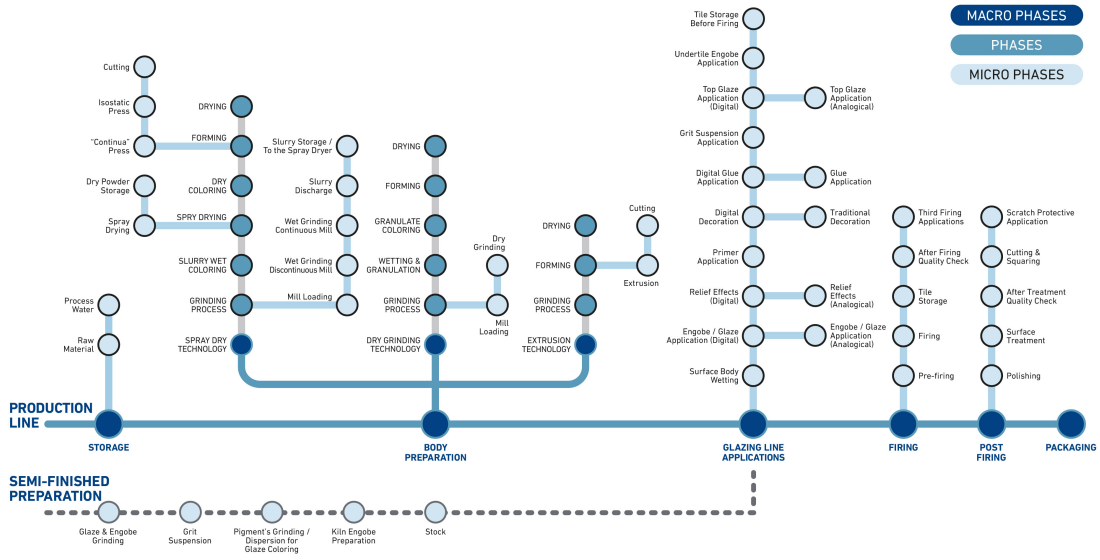 MACRO PHASES
PHASES
MICRO PHASES
Cutting
Isostatic
Press
"Continua"
Press
Dry Powder
Storage
Spray
Drying
Process
Water
Raw
Material
DRYING
FORMING
DRY
COLORING
SPRY DRYING
SLURRY WET
COLORING
GRINDING
PROCESS
SPRAY DRY
TECHNOLOGY
Slurry Storage /
To the Spray Dryer
Slurry
Discharge
Wet Grinding
Continuous Mill
Wet Grinding
Discontinuous Mill
Mill Loading
DRYING
FORMING
GRANULATE
COLORING
WETTING &
GRANULATION
GRINDING
PROCESS
DRY GRINDING
TECHNOLOGY
Dry
Grinding
Mill
Loading
DRYING
FORMING
GRINDING
PROCESS
EXTRUSION
TECHNOLOGY
Cutting
Extrusion
Tile Storage
Before Firing
Undertile Engobe
Application
Top Glaze
Application
(Digital)
Top Glaze
Application
(Analogical)
Grit Suspension
Application
Digital Glue
Application
Glue
Application
Digital
Decoration
Traditional
Decoration
Primer
Application
Relief Effects
(Digital)
Relief
Effects
(Analogical)
Engobe / Glaze
Application (Digital)
Engobe / Glaze
Application
(Analogical)
Surface Body
Wetting
Third Firing
Applications
After Firing
Quality Check
Tile
Storage
Firing
Pre-firing
Scratch Protective
Application
Cutting &
Squaring
After Treatment
Quality Check
Surface
Treatment
Polishing
PRODUCTION
LINE
STORAGE
BODY
PREPARATION
GLAZING LINE
APPLICATIONS
FIRING
POST
FIRING
PACKAGING
SEMI-FINISHED
PREPARATION
Glaze & Engobe
Grinding
Grit
Suspension
Pigment's Grinding /
Dispersion for
Glaze Coloring
Kiln Engobe
Preparation
Stock